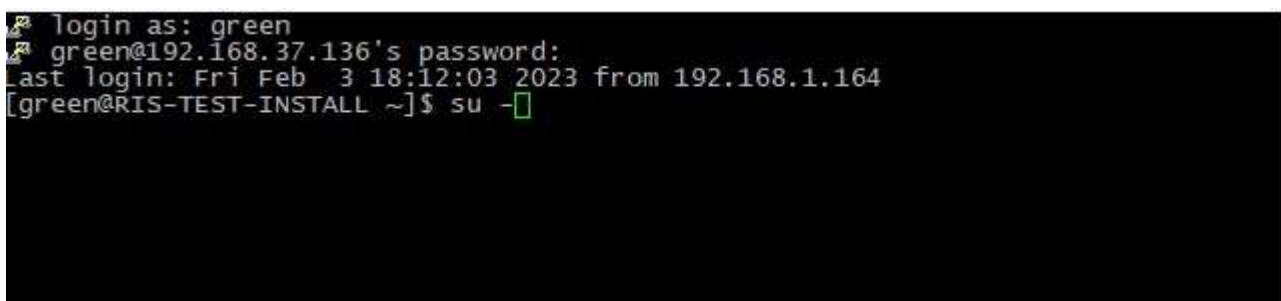 login as: green
green@192.168.37.136's password:
Last login: Fri Feb  3 18:12:03 2023 from 192.168.1.164
[green@RIS-TEST-INSTALL ~]$ su -